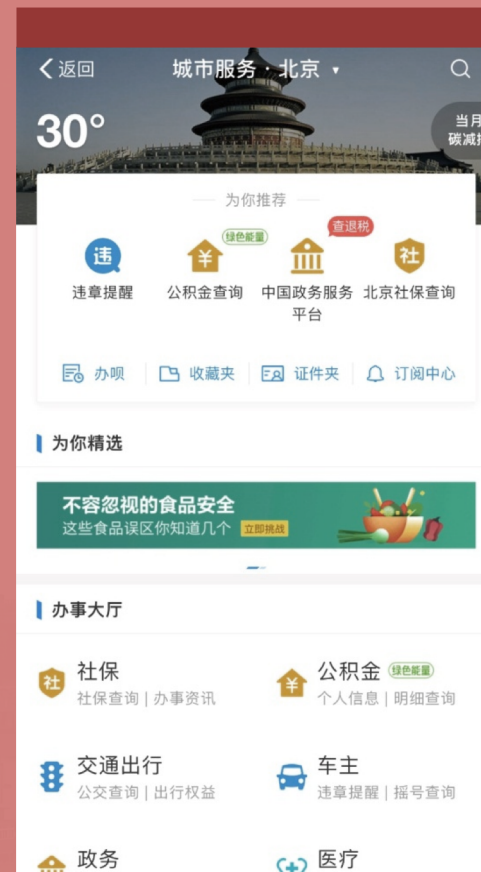 返回
城市服务·北京 ▾
30°
当月
碳减
为你推荐
绿色能量
查退税
违
社
违章提醒
公积金查询
中国政务服务
平台
北京社保查询
办呗
收藏夹
证件夹
订阅中心
为你精选
不容忽视的食品安全
这些食品误区你知道几个 立即挑战
办事大厅
社
社保
社保查询|办事资讯
公积金 绿色能量
个人信息|明细查询
交通出行
公交查询|出行权益
车主
违章提醒|摇号查询
政务
医疗